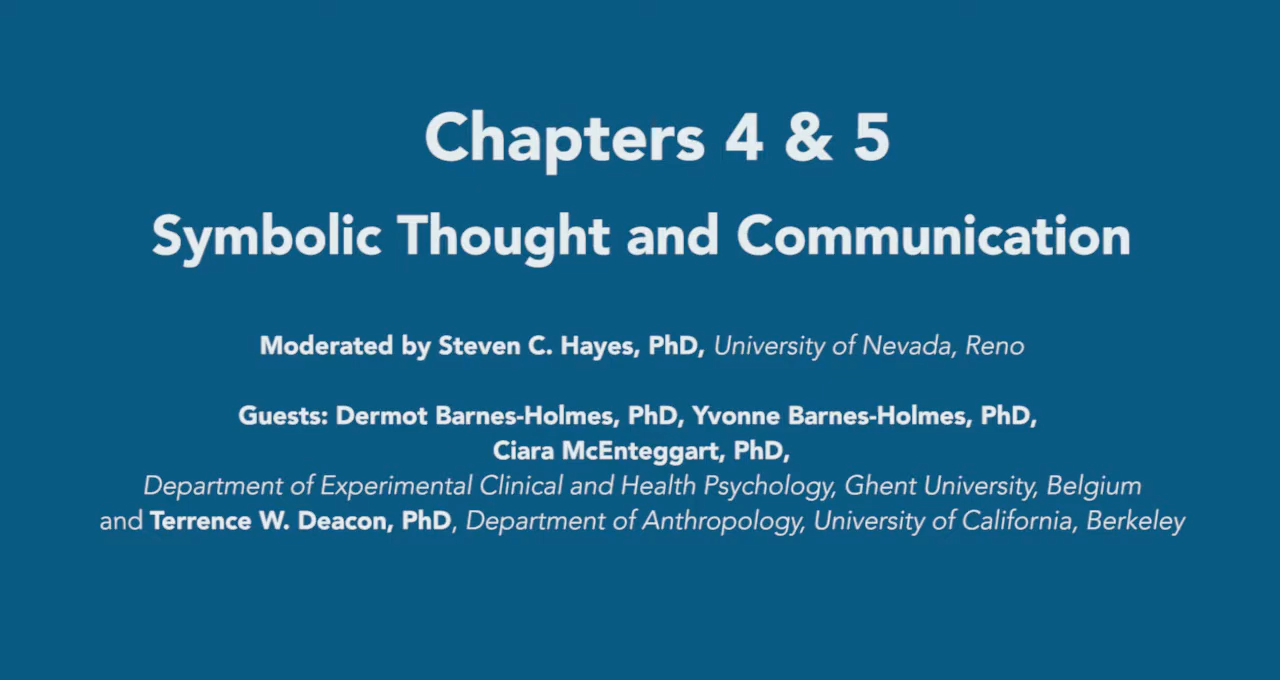 Chapters 4 & 5
Symbolic Thought and Communication
Moderated by Steven C. Hayes, PhD, University of Nevada, Reno
Guests: Dermot Barnes-Holmes, PhD, Yvonne Barnes-Holmes, PhD,
Ciara McEnteggart, PhD,
Department of Experimental Clinical and Health Psychology, Ghent University, Belgium
and Terrence W. Deacon, PhD, Department of Anthropology, University of California, Berkeley